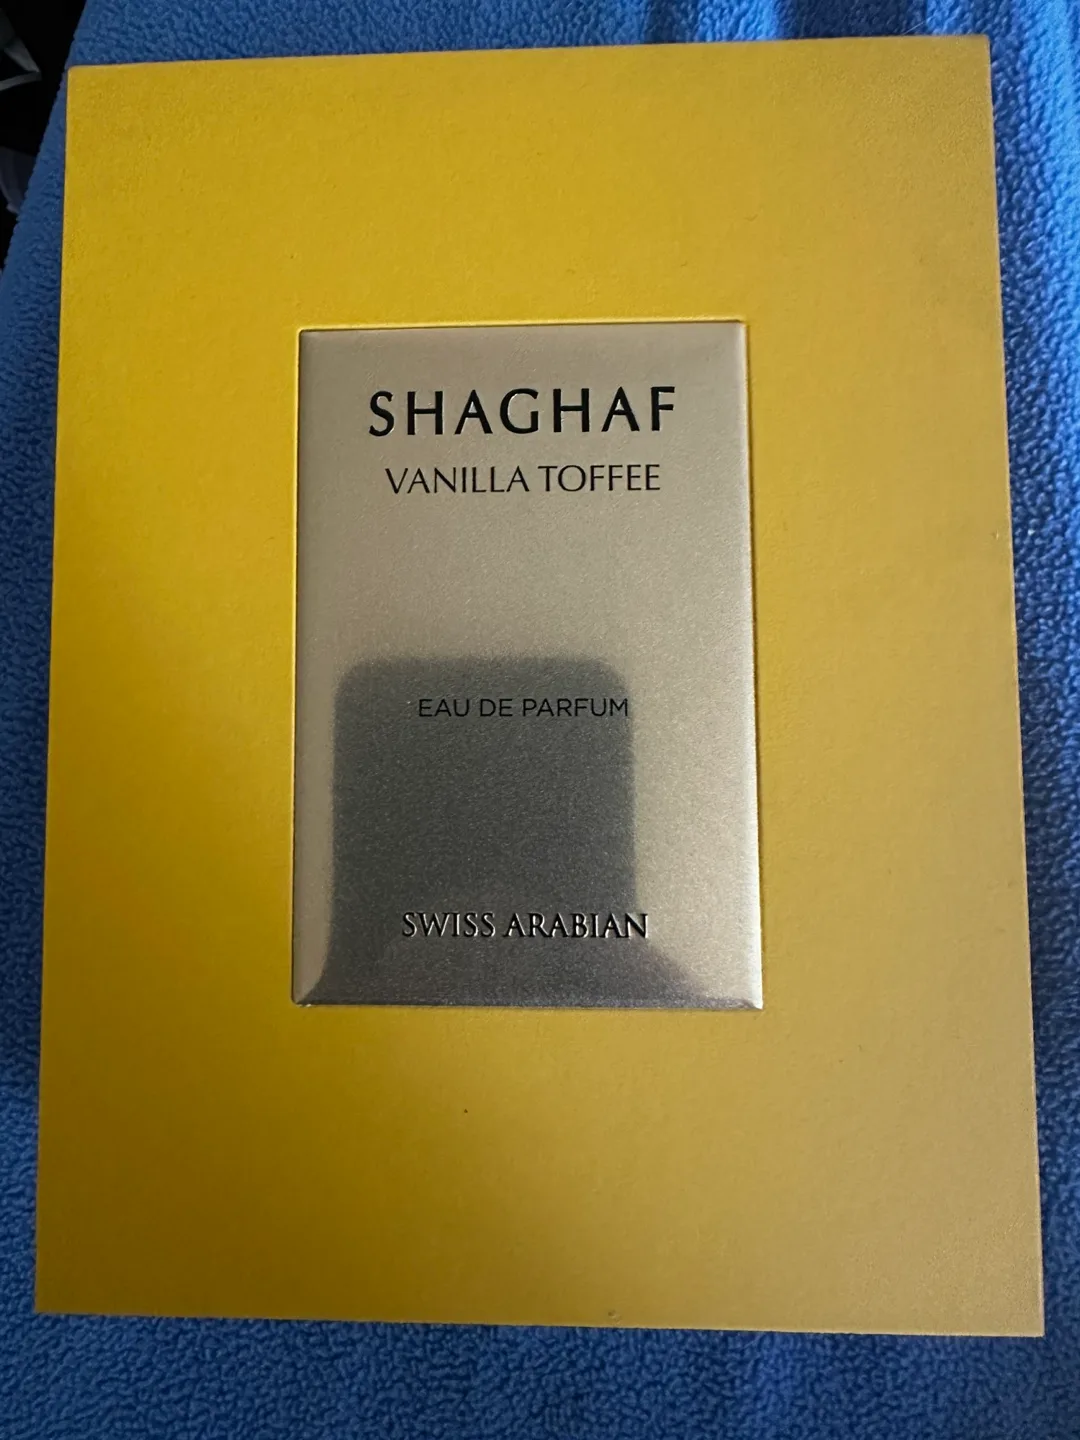 SHAGHAF
VANILLA TOFFEE
EAU DE PARFUM
SWISS ARABIAN